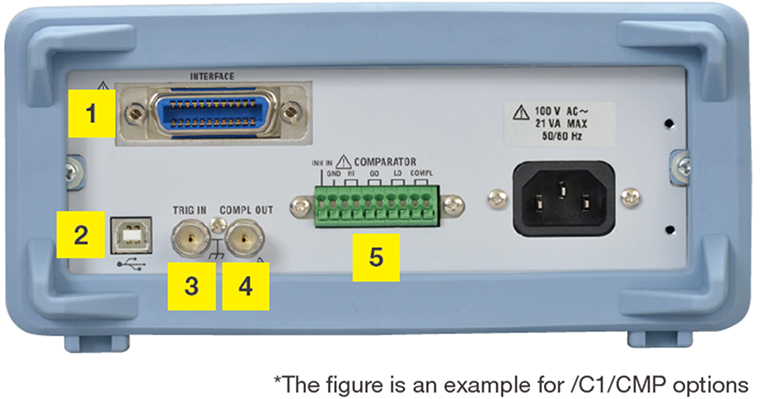 INTERFACE
1
100 V AC~
21 VA MAX
50/60 Hz
INH IN COMPARATOR
GND HI GO LO COMPL
2
TRIG IN COMPL OUT
3
4
5
*The figure is an example for /C1/CMP options